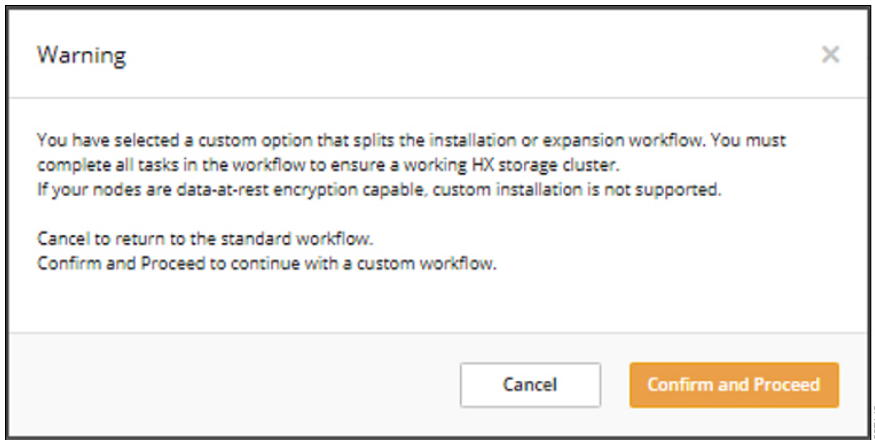 Warning
You have selected a custom option that splits the installation or expansion workflow. You must
complete all tasks in the workflow to ensure a working HX storage cluster.
If your nodes are data-at-rest encryption capable, custom installation is not supported.
Cancel to return to the standard workflow.
Confirm and Proceed to continue with a custom workflow.
Cancel
Confirm and Proceed